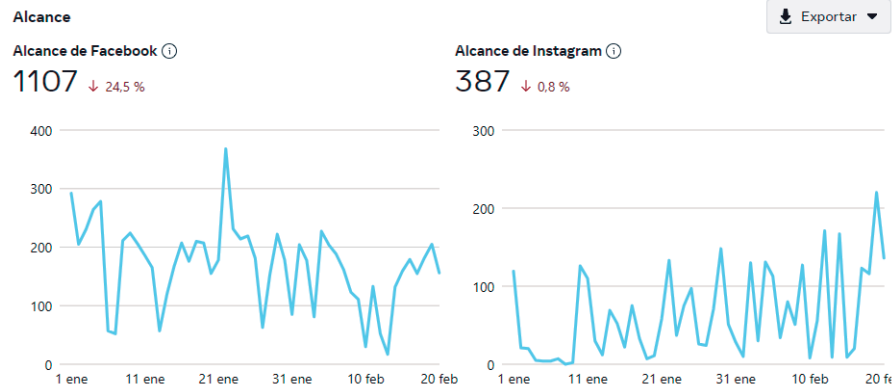 Alcance
Exportar
Alcance de Facebook
1107 ↓ 24,5 %
400
300
200
100
0
1 ene 11 ene 21 ene 31 ene 10 feb 20 feb
Alcance de Instagram
387 ↓ 0,8 %
300
200
100
0
1 ene 11 ene 21 ene 31 ene 10 feb 20 fe